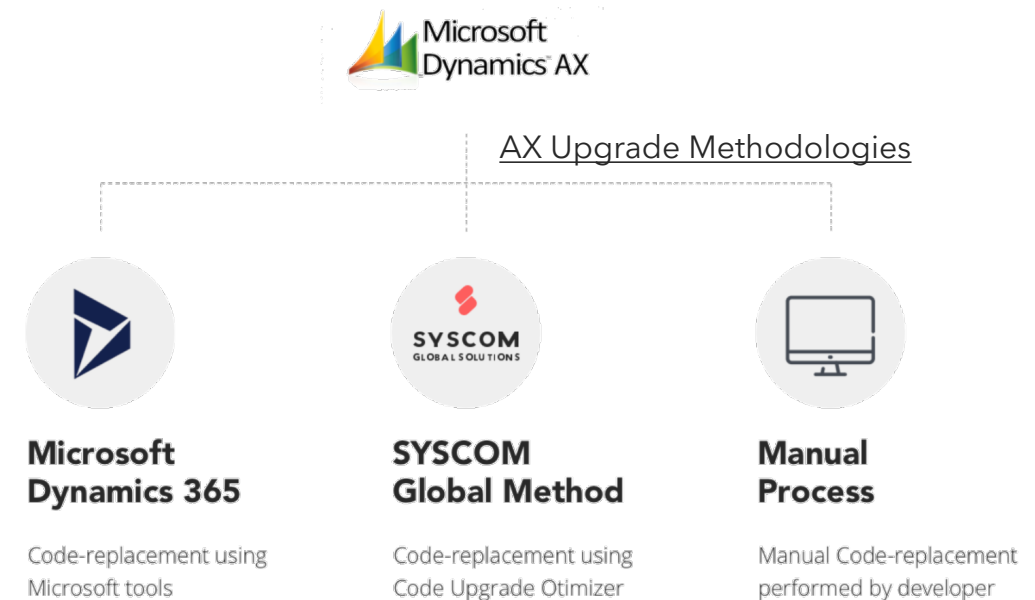 Microsoft
Dynamics AX
AX Upgrade Methodologies
SYSCOM
GLOBAL SOLUTIONS
Microsoft
Dynamics 365
SYSCOM
Global Method
Manual
Process
Code-replacement using
Microsoft tools
Code-replacement using
Code Upgrade Otimizer
Manual Code-replacement
performed by developer